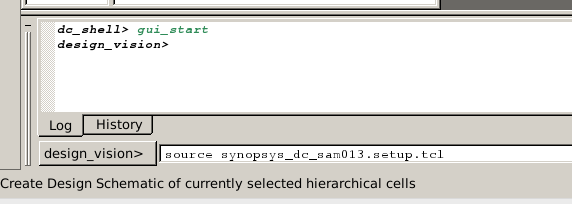 dc_shell> gui_start
design_vision>
Log History
design_vision> source synopsys_dc_sam013.setup.tcl
Create Design Schematic of currently selected hierarchical cells